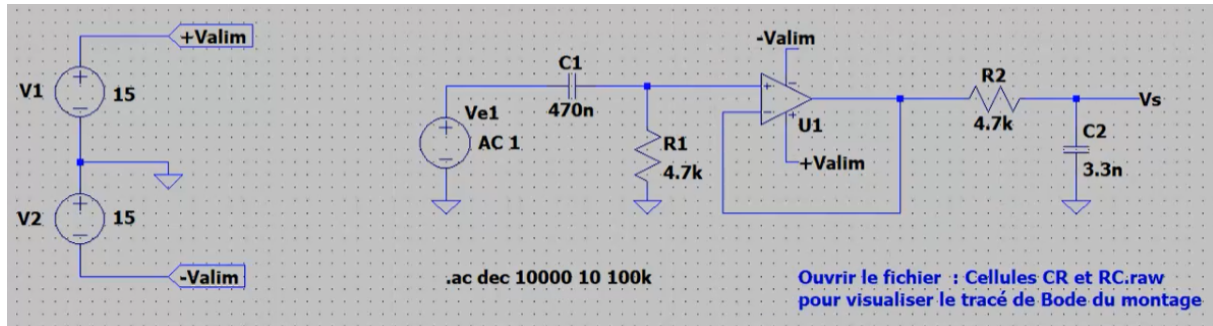 +Valim
V1
15
V2
15
-Valim
Ve1
AC 1
C1
470n
R1
4.7k
-Valim
U1
+Valim
R2
4.7k
Vs
C2
3.3n
.ac dec 10000 10 100k
Ouvrir le fichier : Cellules CR et RC.raw
pour visualiser le tracé de Bode du montage